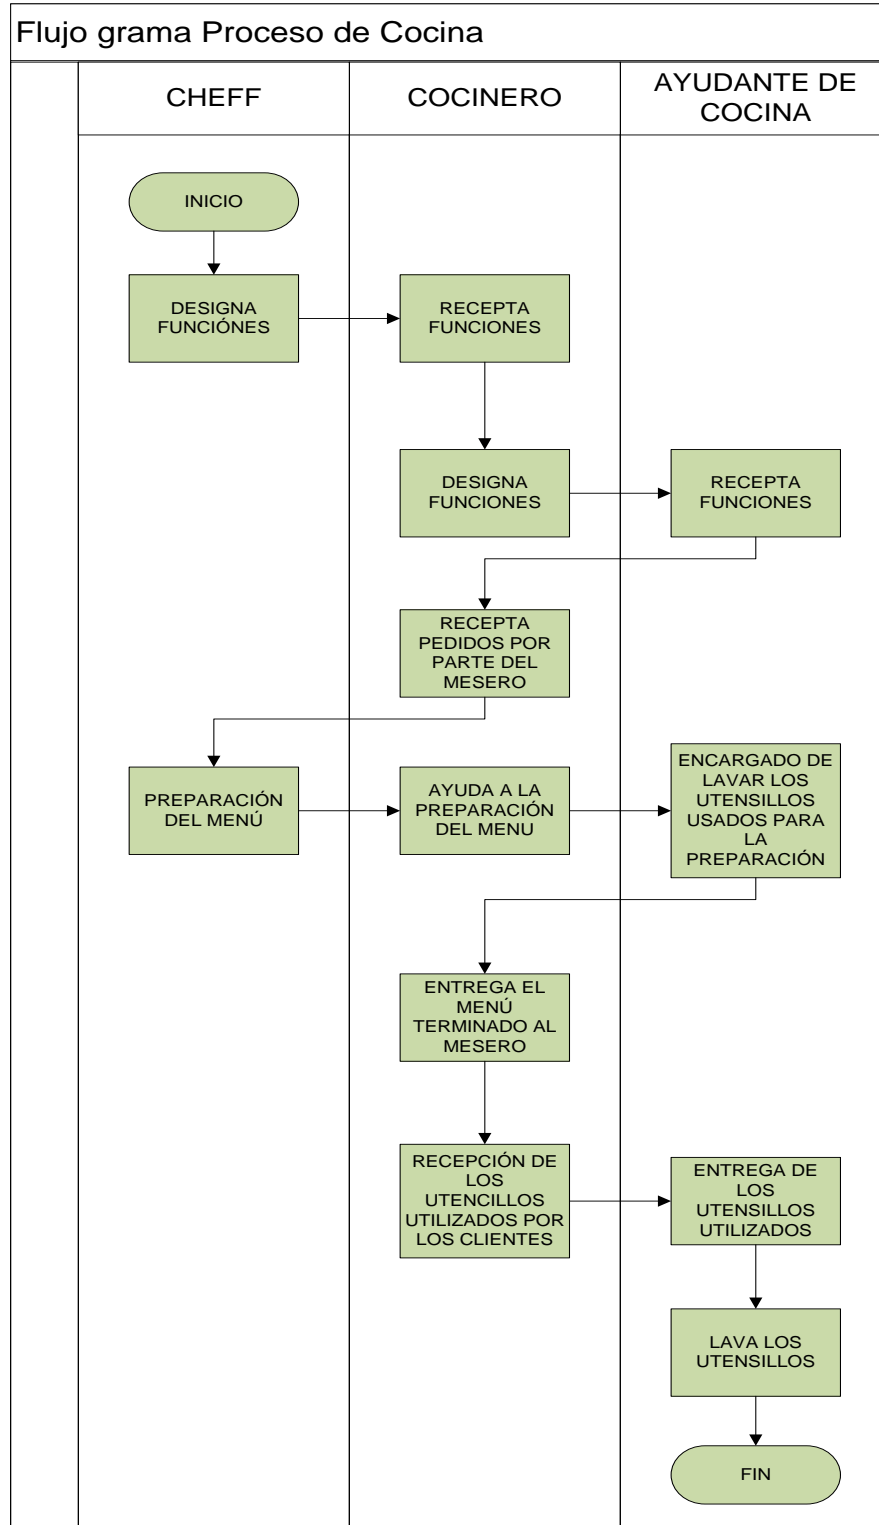 Flujo grama Proceso de Cocina
CHEFF
COCINERO
AYUDANTE DE
COCINA
INICIO
DESIGNA
FUNCIÓNES
RECEPTA
FUNCIONES
DESIGNA
FUNCIONES
RECEPTA
FUNCIONES
RECEPTA
PEDIDOS POR
PARTE DEL
MESERO
PREPARACIÓN
DEL MENÚ
AYUDA A LA
PREPARACIÓN
DEL MENU
ENCARGADO DE
LAVAR LOS
UTENSILLOS
USADOS PARA
LA
PREPARACIÓN
ENTREGA EL
MENÚ
TERMINADO AL
MESERO
RECEPCIÓN DE
LOS
UTENCILLOS
UTILIZADOS POR
LOS CLIENTES
ENTREGA DE
LOS
UTENSILLOS
UTILIZADOS
LAVA LOS
UTENSILLOS
FIN